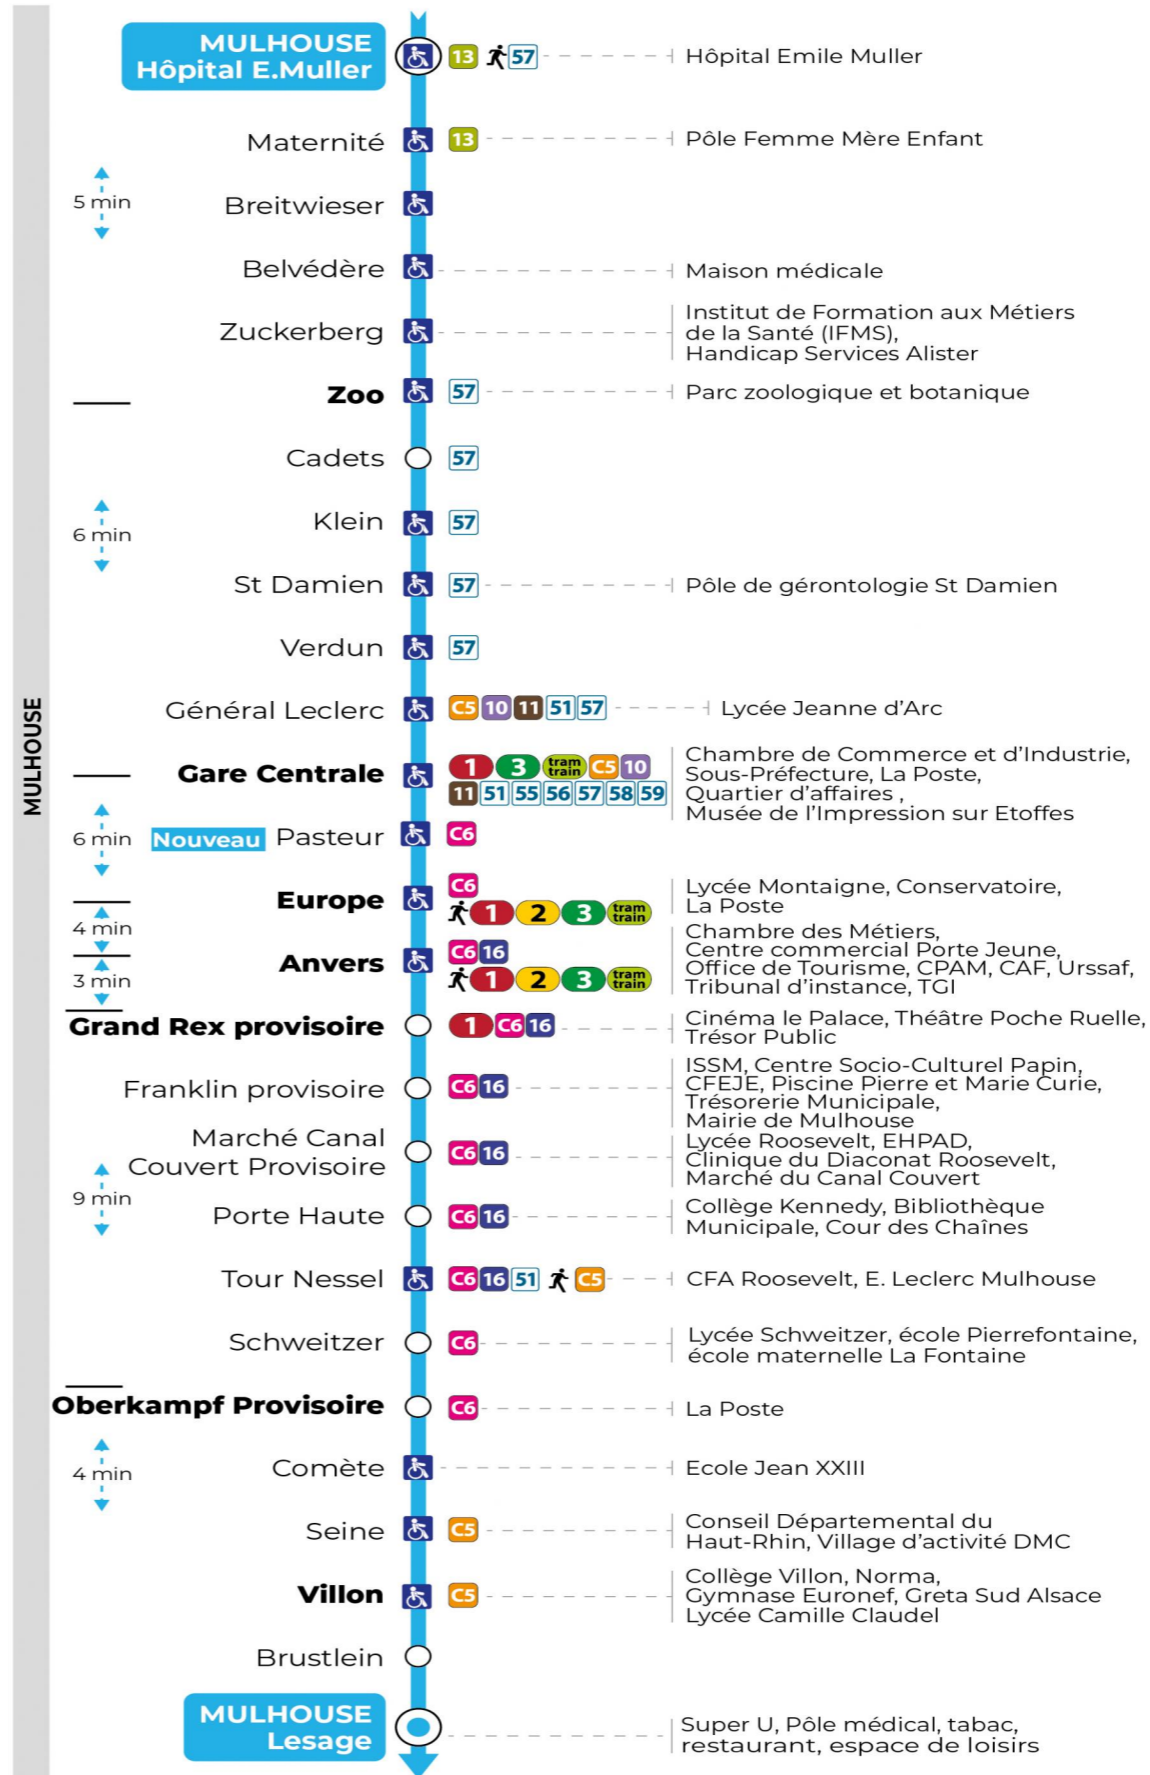 MULHOUSE
MULHOUSE
Hôpital E.Muller
13 57
Hôpital Emile Muller
Maternité
13
Pôle Femme Mère Enfant
5 min
Breitwieser
Belvédère
Maison médicale
Zuckerberg
Institut de Formation aux Métiers
de la Santé (IFMS),
Handicap Services Alister
Zoo
57
Parc zoologique et botanique
Cadets
57
6 min
Klein
57
St Damien
57
Pôle de gérontologie St Damien
Verdun
57
Général Leclerc
C5 10 11 51 57
Lycée Jeanne d’Arc
Gare Centrale
1 3 tram train C5 10
11 51 55 56 57 58 59
Chambre de Commerce et d’Industrie,
Sous-Préfecture, La Poste,
Quartier d’affaires ,
Musée de l’Impression sur Etoffes
6 min
Nouveau Pasteur
C6
Europe
C6
1 2 3 tram train
Lycée Montaigne, Conservatoire,
La Poste
4 min
Anvers
C6 16
1 2 3 tram train
Chambre des Métiers,
Centre commercial Porte Jeune,
Office de Tourisme, CPAM, CAF, Urssaf,
Tribunal d’instance, TGI
3 min
Grand Rex provisoire
1 C6 16
Cinéma le Palace, Théâtre Poche Ruelle,
Trésor Public
Franklin provisoire
C6 16
ISSM, Centre Socio-Culturel Papin,
CFEJE, Piscine Pierre et Marie Curie,
Trésorerie Municipale,
Mairie de Mulhouse
Marché Canal
Couvert Provisoire
C6 16
Lycée Roosevelt, EHPAD,
Clinique du Diaconat Roosevelt,
Marché du Canal Couvert
9 min
Porte Haute
C6 16
Collège Kennedy, Bibliothèque
Municipale, Cour des Chaînes
Tour Nessel
C6 16 51 C5
CFA Roosevelt, E. Leclerc Mulhouse
Schweitzer
C6
Lycée Schweitzer, école Pierrefontaine,
école maternelle La Fontaine
Oberkampf Provisoire
C6
La Poste
4 min
Comète
Ecole Jean XXIII
Seine
C5
Conseil Départemental du
Haut-Rhin, Village d’activité DMC
Villon
C5
Collège Villon, Norma,
Gymnase Euronef, Greta Sud Alsace
Lycée Camille Claudel
Brustlein
MULHOUSE
Lesage
Super U, Pôle médical, tabac,
restaurant, espace de loisirs